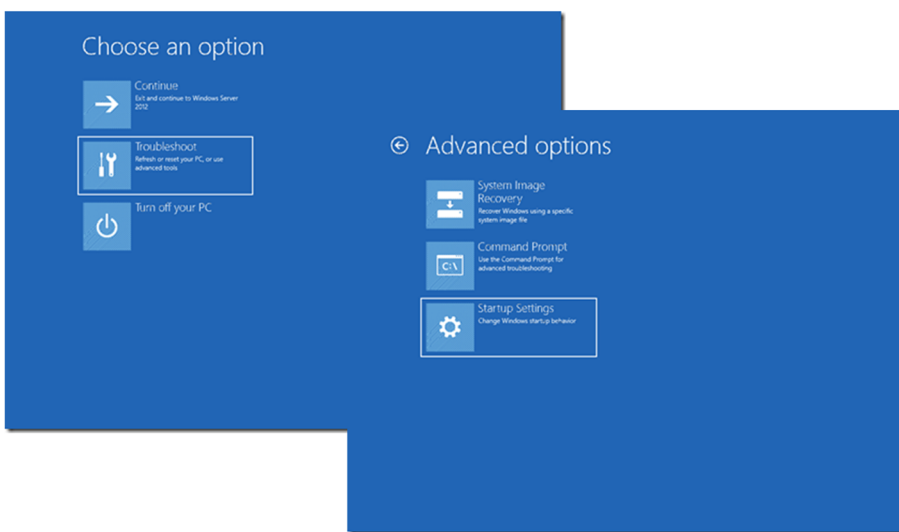 Choose an option
Continue
Exit and continue to Windows Server
2012
Troubleshoot
Refresh or reset your PC, or use
advanced tools
Turn off your PC
Advanced options
System Image
Recovery
Recover Windows using a specific
system image file
Command Prompt
Use the Command Prompt for
advanced troubleshooting
C:\
Startup Settings
Change Windows startup behavior